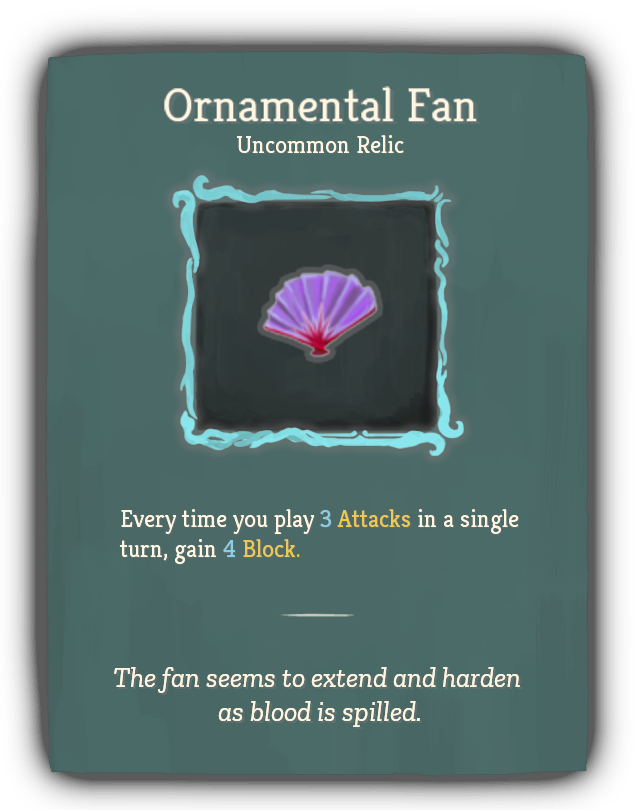 Ornamental Fan
Uncommon Relic
Every time you play 3 Attacks in a single
turn, gain 4 Block.
The fan seems to extend and harden
as blood is spilled.